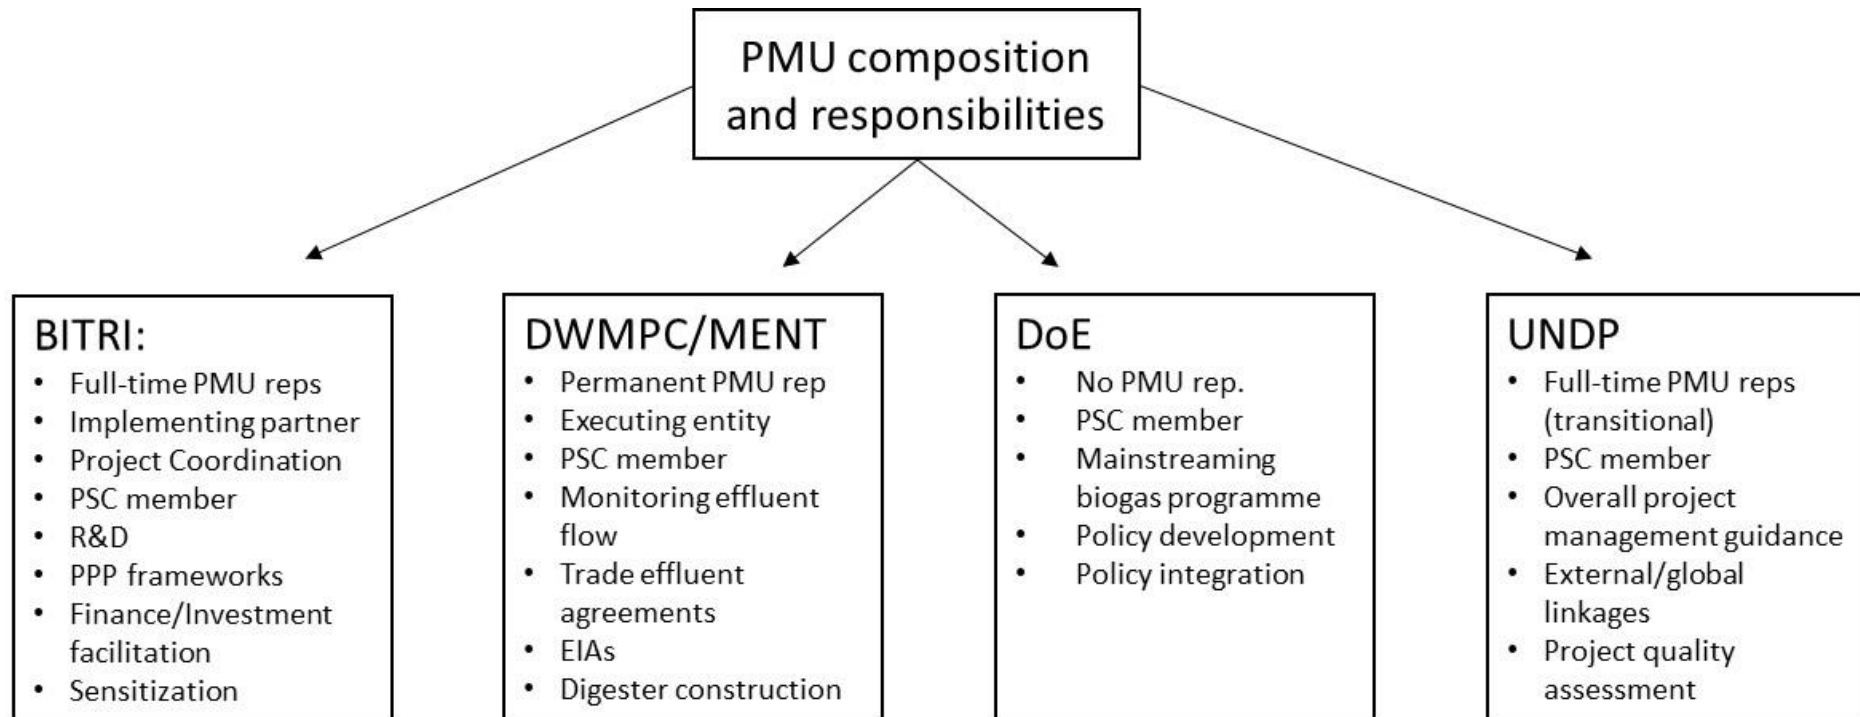 PMU composition
and responsibilities
BITRI:
• Full-time PMU reps
• Implementing partner
• Project Coordination
• PSC member
• R&D
• PPP frameworks
• Finance/Investment
facilitation
• Sensitization
DWMPC/MENT
• Permanent PMU rep
• Executing entity
• PSC member
• Monitoring effluent
flow
• Trade effluent
agreements
• EIAs
• Digester construction
DoE
• No PMU rep.
• PSC member
• Mainstreaming
biogas programme
• Policy development
• Policy integration
UNDP
• Full-time PMU reps
(transitional)
• PSC member
• Overall project
management guidance
• External/global
linkages
• Project quality
assessment